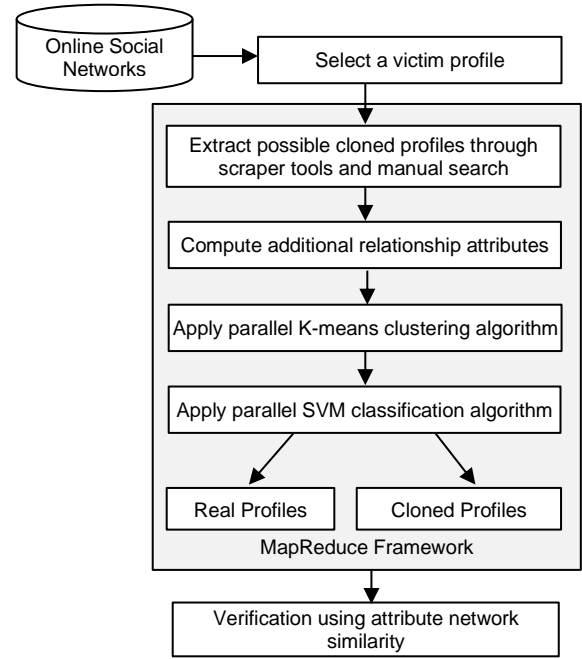 Online Social
Networks
Select a victim profile
Extract possible cloned profiles through
scraper tools and manual search
Compute additional relationship attributes
Apply parallel K-means clustering algorithm
Apply parallel SVM classification algorithm
Real Profiles
Cloned Profiles
MapReduce Framework
Verification using attribute network
similarity